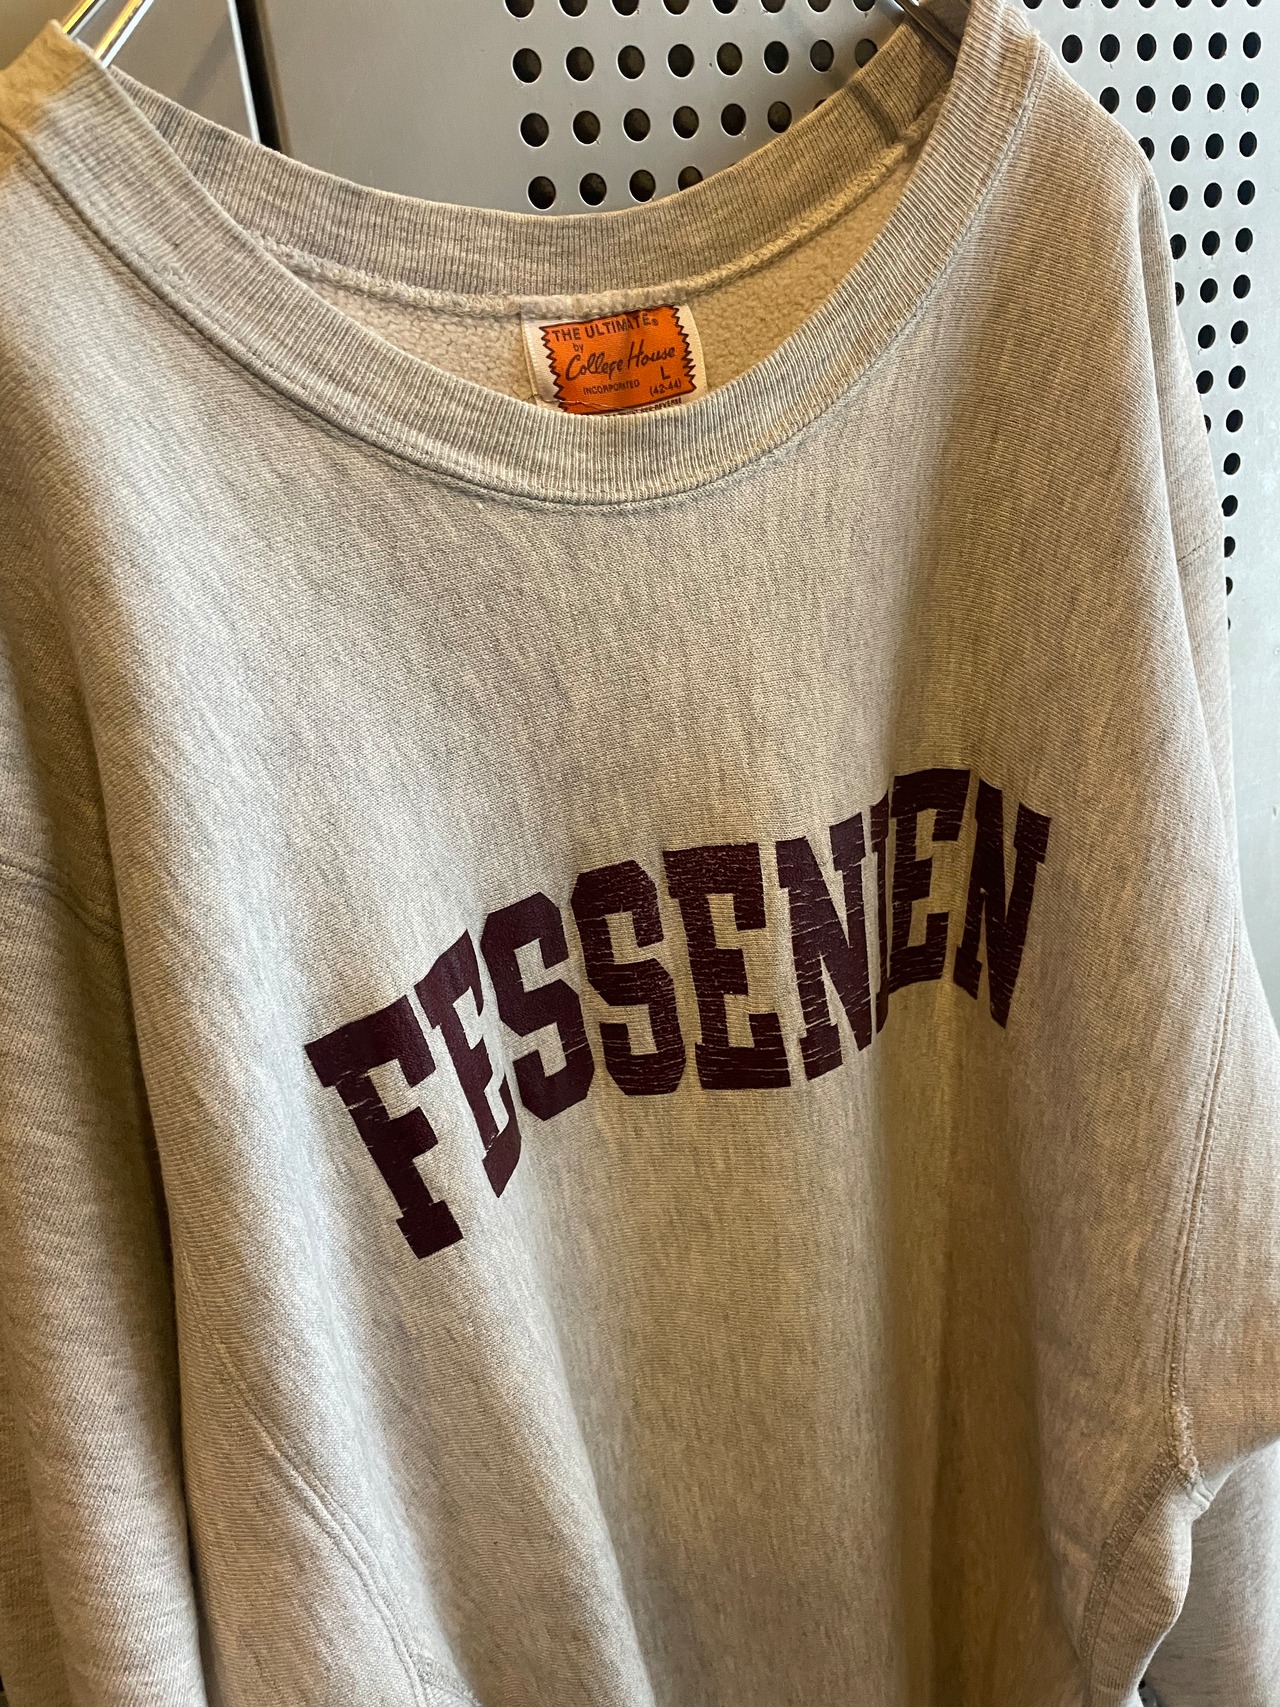 THE ULTIMATE®
by
College House
INCORPORATED L
(42-44)
FESSENDEN